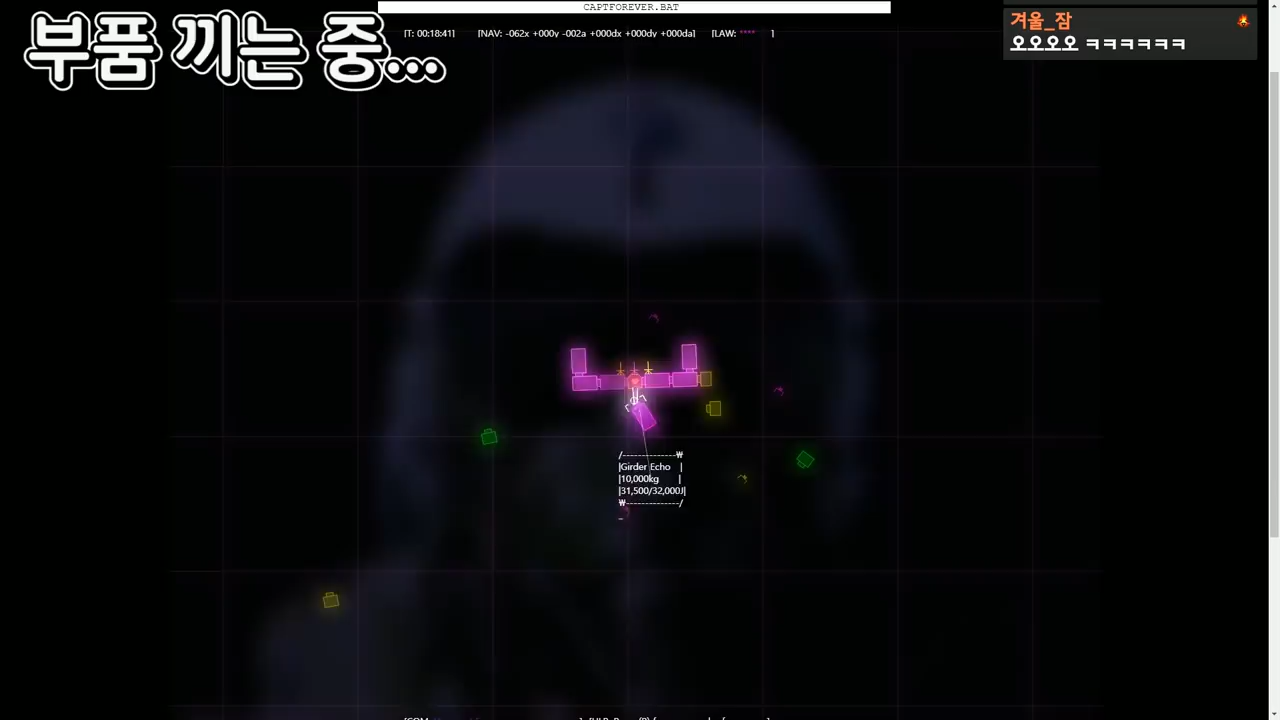 CAPTFOREVER.BAT
부품 끼는 중...
겨울_잠
오오오오 ㅋㅋㅋㅋㅋㅋ
[T: 00:18:41] [NAV: -062x +000y -002a +000dx +000dy +000da] [LAW: **** ]
/--------------₩
|Girder Echo |
|10,000kg |
|31,500/32,000J|
₩--------------/
_